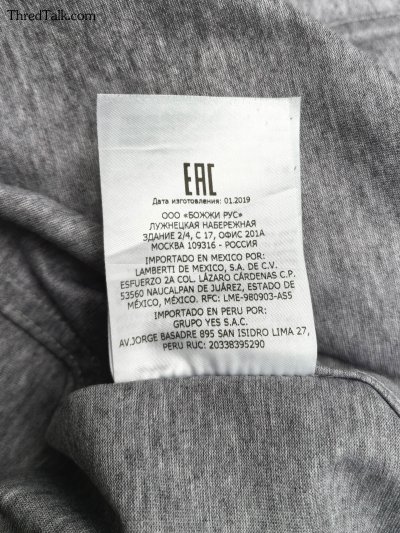 ThredTalk.com
EAC
Дата изготовления: 01.2019
ООО «БОЖЖИ РУС»
ЛУЖНЕЦКАЯ НАБЕРЕЖНАЯ
ЗДАНИЕ 2/4, С 17, ОФИС 201А
МОСКВА 109316 - РОССИЯ
IMPORTADO EN MEXICO POR:
LAMBERTI DE MEXICO, S.A. DE C.V.
ESFUERZO 2A COL. LÁZARO CÁRDENAS C.P.
53560 NAUCALPAN DE JUÁREZ, ESTADO DE
MÉXICO, MÉXICO. RFC: LME-980903-AS5
IMPORTADO EN PERU POR:
GRUPO YES S.A.C.
AV.JORGE BASADRE 895 SAN ISIDRO LIMA 27,
PERU RUC: 20338395290